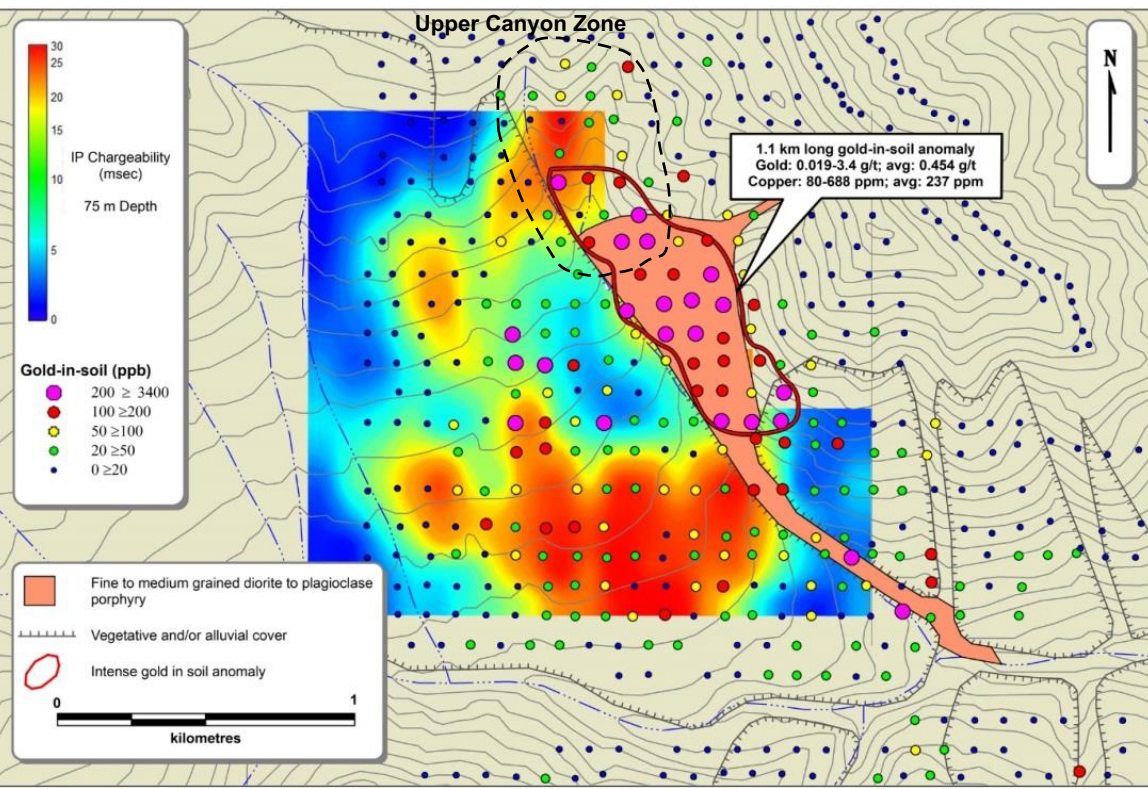 Upper Canyon Zone
30
25
20
15
10
5
0
IP Chargeability
(msec)
75 m Depth
Gold-in-soil (ppb)
200 ≥ 3400
100 ≥200
50 ≥100
20 ≥50
0 ≥20
N
1.1 km long gold-in-soil anomaly
Gold: 0.019-3.4 g/t; avg: 0.454 g/t
Copper: 80-688 ppm; avg: 237 ppm
Fine to medium grained diorite to plagioclase
porphyry
Vegetative and/or alluvial cover
Intense gold in soil anomaly
0 1
kilometres